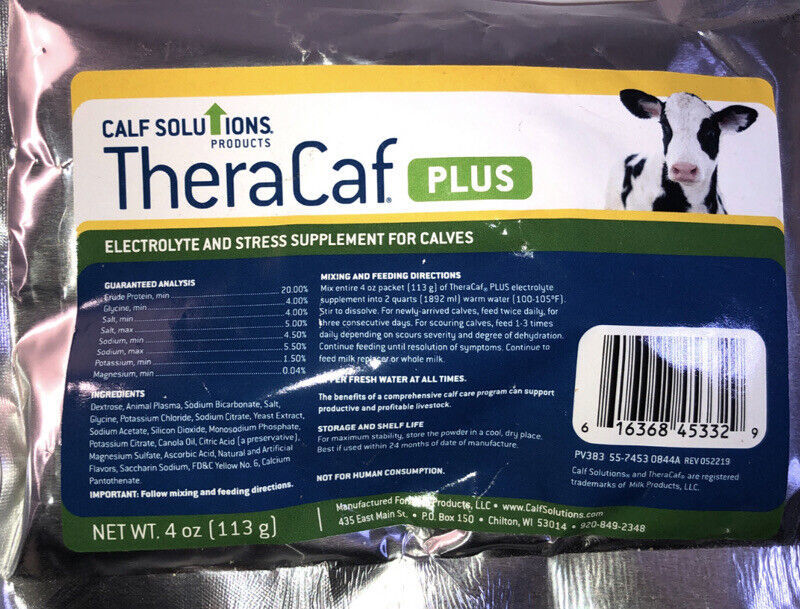 CALF SOLUTIONS®
PRODUCTS
TheraCaf® PLUS
ELECTROLYTE AND STRESS SUPPLEMENT FOR CALVES
GUARANTEED ANALYSIS
Crude Protein, min 20.00%
Glycine, min 4.00%
Salt, min 4.00%
Salt, max 5.00%
Sodium, min 4.50%
Sodium, max 5.50%
Potassium, min 1.50%
Magnesium, min 0.04%
INGREDIENTS
Dextrose, Animal Plasma, Sodium Bicarbonate, Salt,
Glycine, Potassium Chloride, Sodium Citrate, Yeast Extract,
Sodium Acetate, Silicon Dioxide, Monosodium Phosphate,
Potassium Citrate, Canola Oil, Citric Acid (a preservative),
Magnesium Sulfate, Ascorbic Acid, Natural and Artificial
Flavors, Saccharin Sodium, FD&C Yellow No. 6, Calcium
Pantothenate.
IMPORTANT: Follow mixing and feeding directions.
NET WT. 4 oz (113 g)
MIXING AND FEEDING DIRECTIONS
Mix entire 4 oz packet (113 g) of TheraCaf® PLUS electrolyte
supplement into 2 quarts (1892 ml) warm water (100-105°F).
Stir to dissolve. For newly-arrived calves, feed twice daily, for
three consecutive days. For scouring calves, feed 1-3 times
daily depending on scours severity and degree of dehydration.
Continue feeding until resolution of symptoms. Continue to
feed milk replacer or whole milk.
FRESH WATER AT ALL TIMES.
The benefits of a comprehensive calf care program can support
productive and profitable livestock.
STORAGE AND SHELF LIFE
For maximum stability, store the powder in a cool, dry place.
Best if used within 24 months of date of manufacture.
NOT FOR HUMAN CONSUMPTION.
Manufactured For Products, LLC • www.CalfSolutions.com
435 East Main St. • P.O. Box 150 • Chilton, WI 53014 • 920-849-2348
6 16368 45332 9
PV383 55-7453 0844A REV 052219
Calf Solutions® and TheraCaf® are registered
trademarks of Milk Products, LLC.